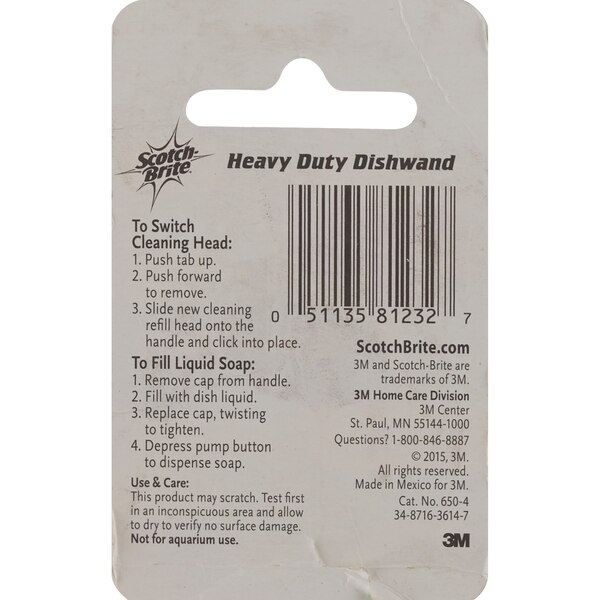 Scotch-
Brite
Heavy Duty Dishwand
To Switch
Cleaning Head:
1. Push tab up.
2. Push forward
to remove.
3. Slide new cleaning
refill head onto the
handle and click into place.
To Fill Liquid Soap:
1. Remove cap from handle.
2. Fill with dish liquid.
3. Replace cap, twisting
to tighten.
4. Depress pump button
to dispense soap.
Use & Care:
This product may scratch. Test first
in an inconspicuous area and allow
to dry to verify no surface damage.
Not for aquarium use.
0 51135 81232 7
ScotchBrite.com
3M and Scotch-Brite are
trademarks of 3M.
3M Home Care Division
3M Center
St. Paul, MN 55144-1000
Questions? 1-800-846-8887
© 2015, 3M.
All rights reserved.
Made in Mexico for 3M.
Cat. No. 650-4
34-8716-3614-7
3M